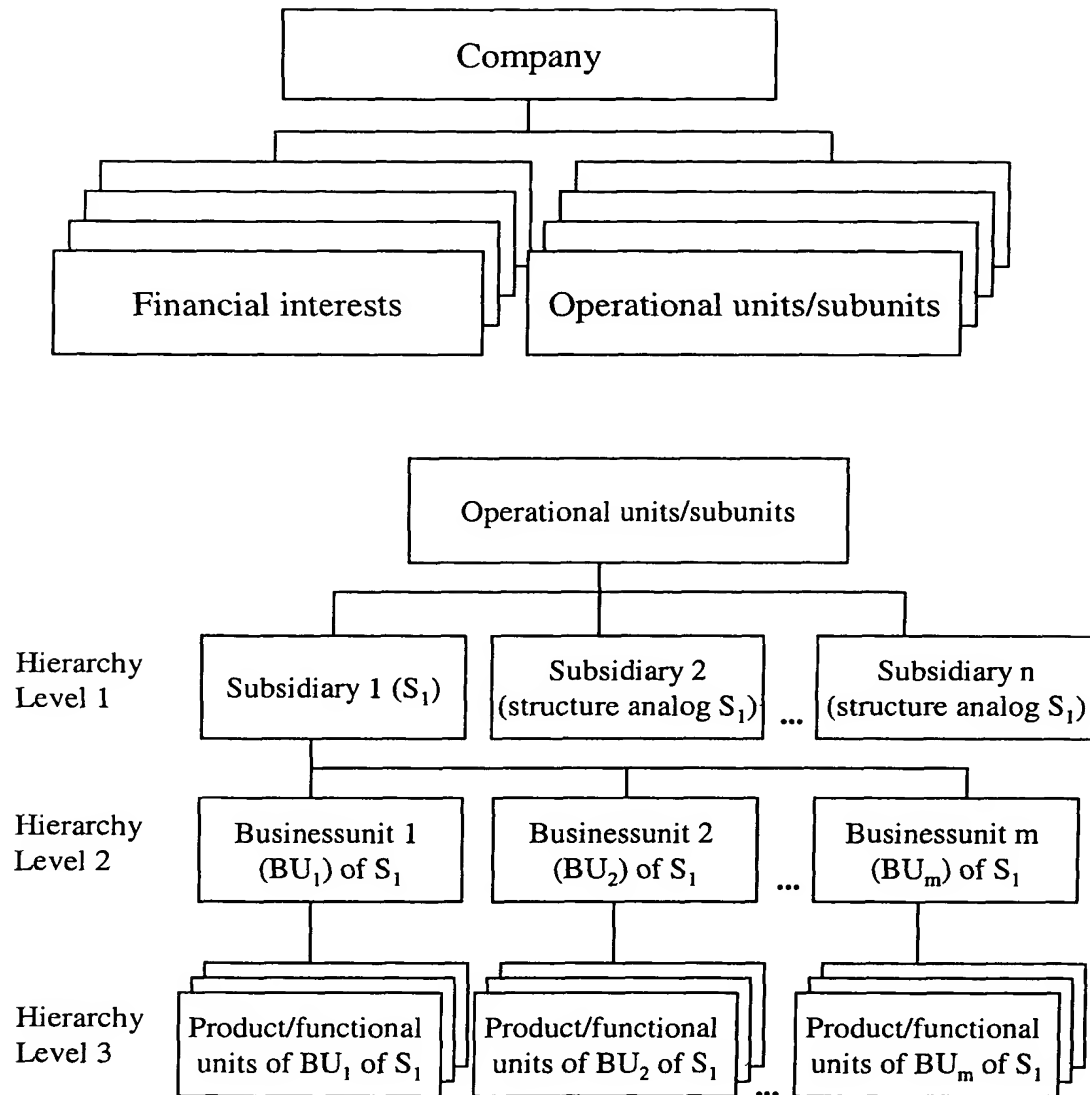 Company
Financial interests
Operational units/subunits
Operational units/subunits
Hierarchy
Level 1
Subsidiary 1 (S₁)
Subsidiary 2
(structure analog S₁)
...
Subsidiary n
(structure analog S₁)
Hierarchy
Level 2
Businessunit 1
(BU₁) of S₁
Businessunit 2
(BU₂) of S₁
...
Businessunit m
(BUₘ) of S₁
Hierarchy
Level 3
Product/functional
units of BU₁ of S₁
Product/functional
units of BU₂ of S₁
...
Product/functional
units of BUₘ of S₁